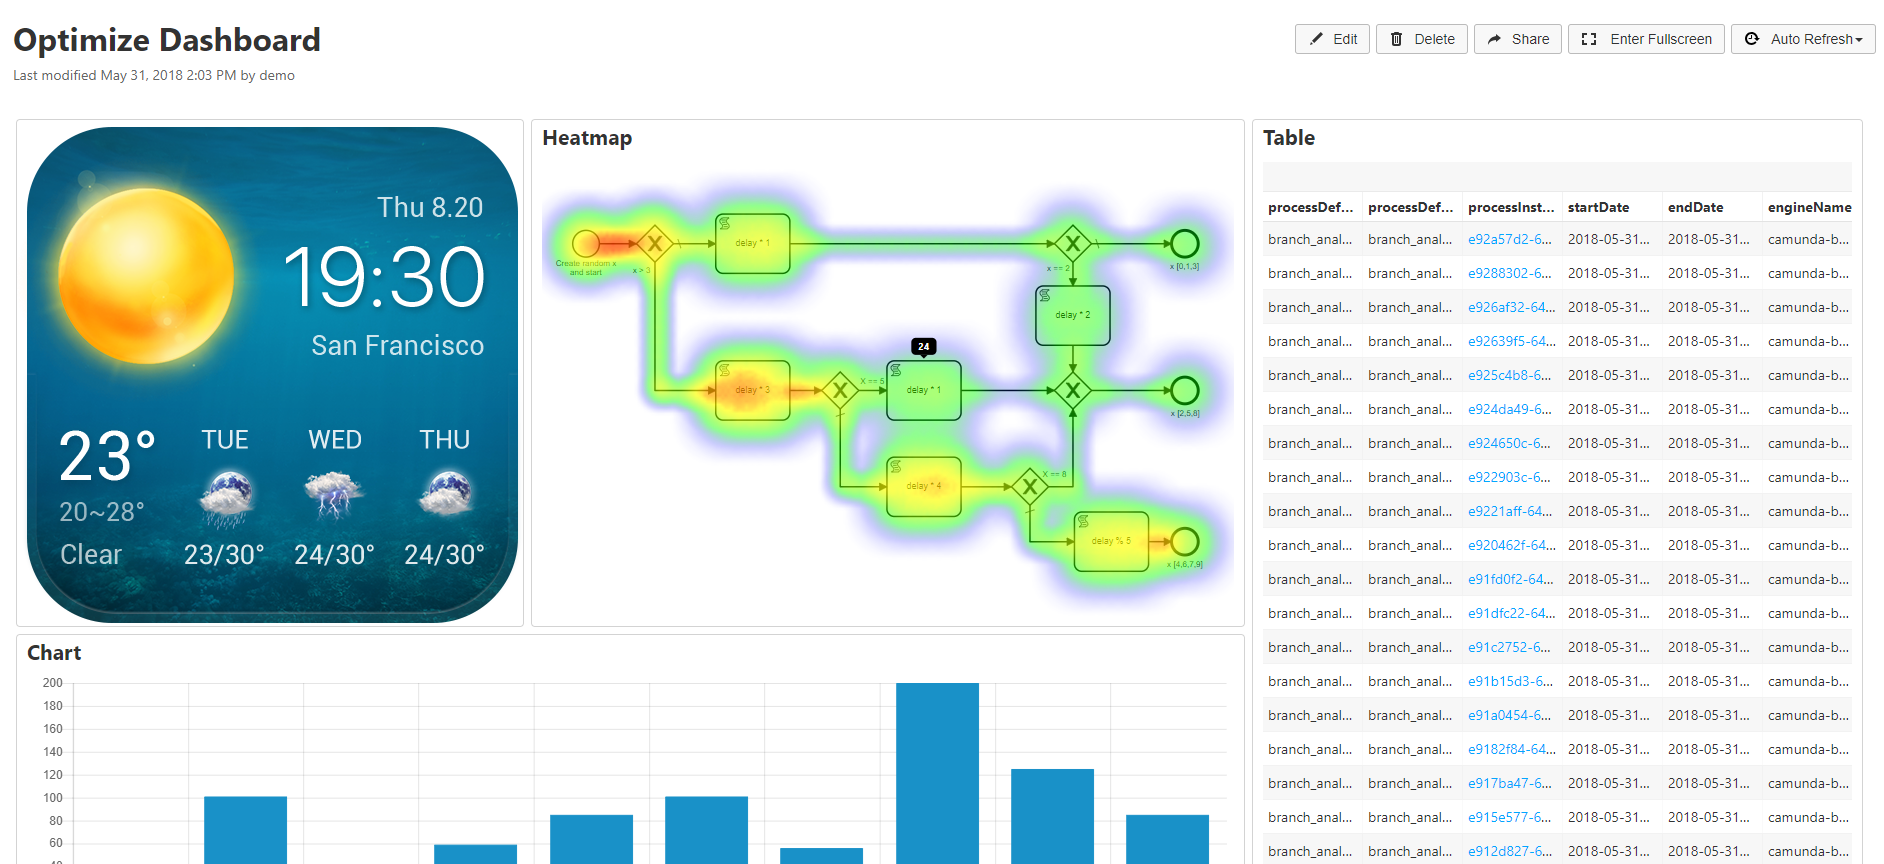 Optimize Dashboard
Last modified May 31, 2018 2:03 PM by demo
Edit
Delete
Share
Enter Fullscreen
Auto Refresh
Thu 8.20
19:30
San Francisco
23°
20~28°
Clear
TUE WED THU
23/30° 24/30° 24/30°
Heatmap
Create random x
and start
x > 3
delay * 1
x == 2
x [0,1,3]
delay * 2
24
delay * 3
X == 5
delay * 1
x [2,5,8]
delay * 4
X == 8
delay % 5
x [4,6,7,9]
Table
processDef... processDef... processInst... startDate endDate engineName
branch_anal... branch_anal... e92a57d2-6... 2018-05-31... 2018-05-31... camunda-b...
branch_anal... branch_anal... e9288302-6... 2018-05-31... 2018-05-31... camunda-b...
branch_anal... branch_anal... e926af32-64... 2018-05-31... 2018-05-31... camunda-b...
branch_anal... branch_anal... e92639f5-64... 2018-05-31... 2018-05-31... camunda-b...
branch_anal... branch_anal... e925c4b8-6... 2018-05-31... 2018-05-31... camunda-b...
branch_anal... branch_anal... e924da49-6... 2018-05-31... 2018-05-31... camunda-b...
branch_anal... branch_anal... e924650c-6... 2018-05-31... 2018-05-31... camunda-b...
branch_anal... branch_anal... e922903c-6... 2018-05-31... 2018-05-31... camunda-b...
branch_anal... branch_anal... e9221aff-64... 2018-05-31... 2018-05-31... camunda-b...
branch_anal... branch_anal... e920462f-64... 2018-05-31... 2018-05-31... camunda-b...
branch_anal... branch_anal... e91fd0f2-64... 2018-05-31... 2018-05-31... camunda-b...
branch_anal... branch_anal... e91dfc22-64... 2018-05-31... 2018-05-31... camunda-b...
branch_anal... branch_anal... e91c2752-6... 2018-05-31... 2018-05-31... camunda-b...
branch_anal... branch_anal... e91b15d3-6... 2018-05-31... 2018-05-31... camunda-b...
branch_anal... branch_anal... e91a0454-6... 2018-05-31... 2018-05-31... camunda-b...
branch_anal... branch_anal... e9182f84-64... 2018-05-31... 2018-05-31... camunda-b...
branch_anal... branch_anal... e917ba47-6... 2018-05-31... 2018-05-31... camunda-b...
branch_anal... branch_anal... e915e577-6... 2018-05-31... 2018-05-31... camunda-b...
branch_anal... branch_anal... e912d827-6... 2018-05-31... 2018-05-31... camunda-b...
Chart
200
180
160
140
120
100
80
60